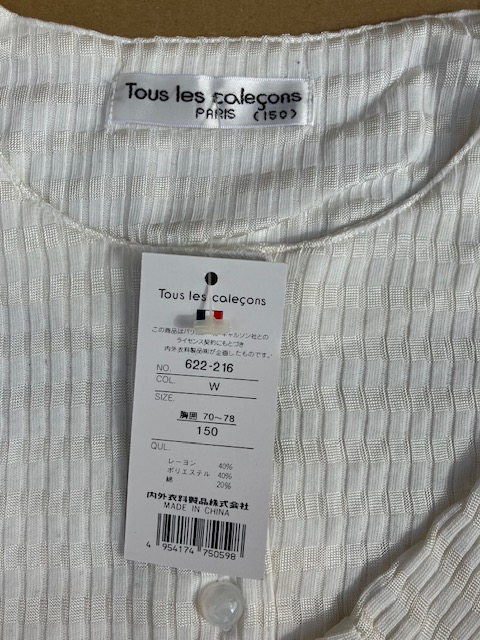 Tous les caleçons
PARIS (150)
Tous les caleçons
この商品はパリ キャルソン社との
ライセンス契約にもとづき
内外衣料製品㈱が企画したものです。
NO. 622-216
COL. W
SIZE.
胸囲 70〜78
150
QUL.
レーヨン 40%
ポリエステル 40%
綿 20%
内外衣料製品株式会社
MADE IN CHINA
4 954174 750598